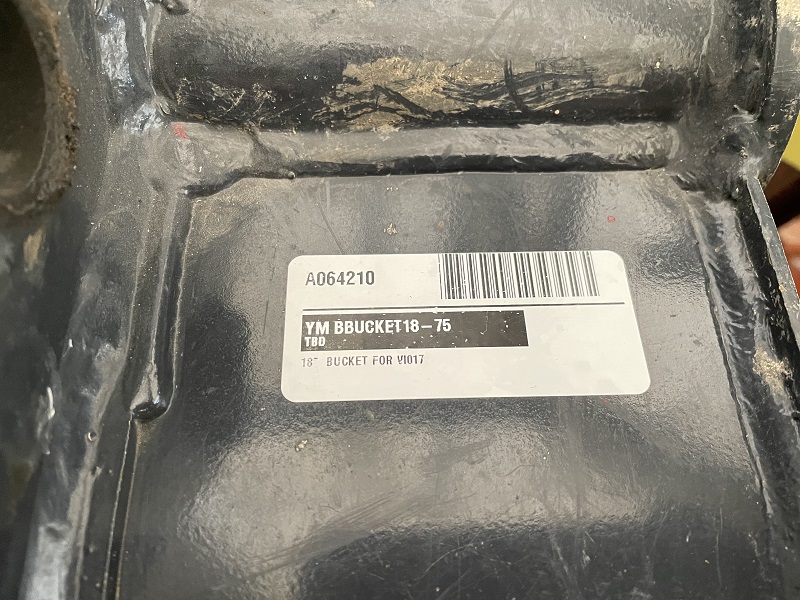 A064210
YM BBUCKET18-75
TBD
18" BUCKET FOR VIO17